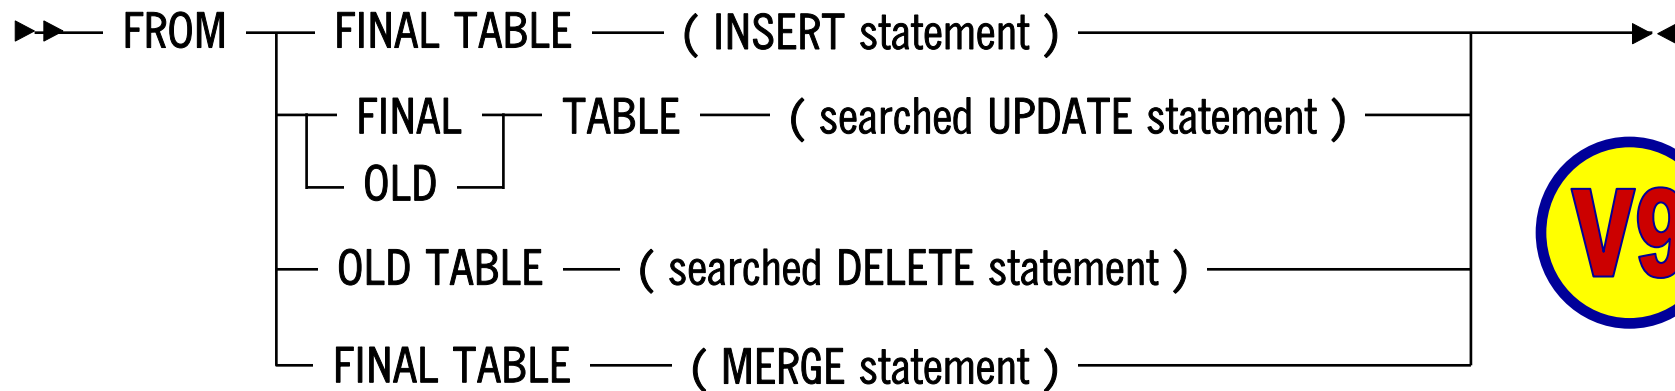 FROM FINAL TABLE ( INSERT statement )
FINAL TABLE ( searched UPDATE statement )
OLD
OLD TABLE ( searched DELETE statement )
FINAL TABLE ( MERGE statement )
V9